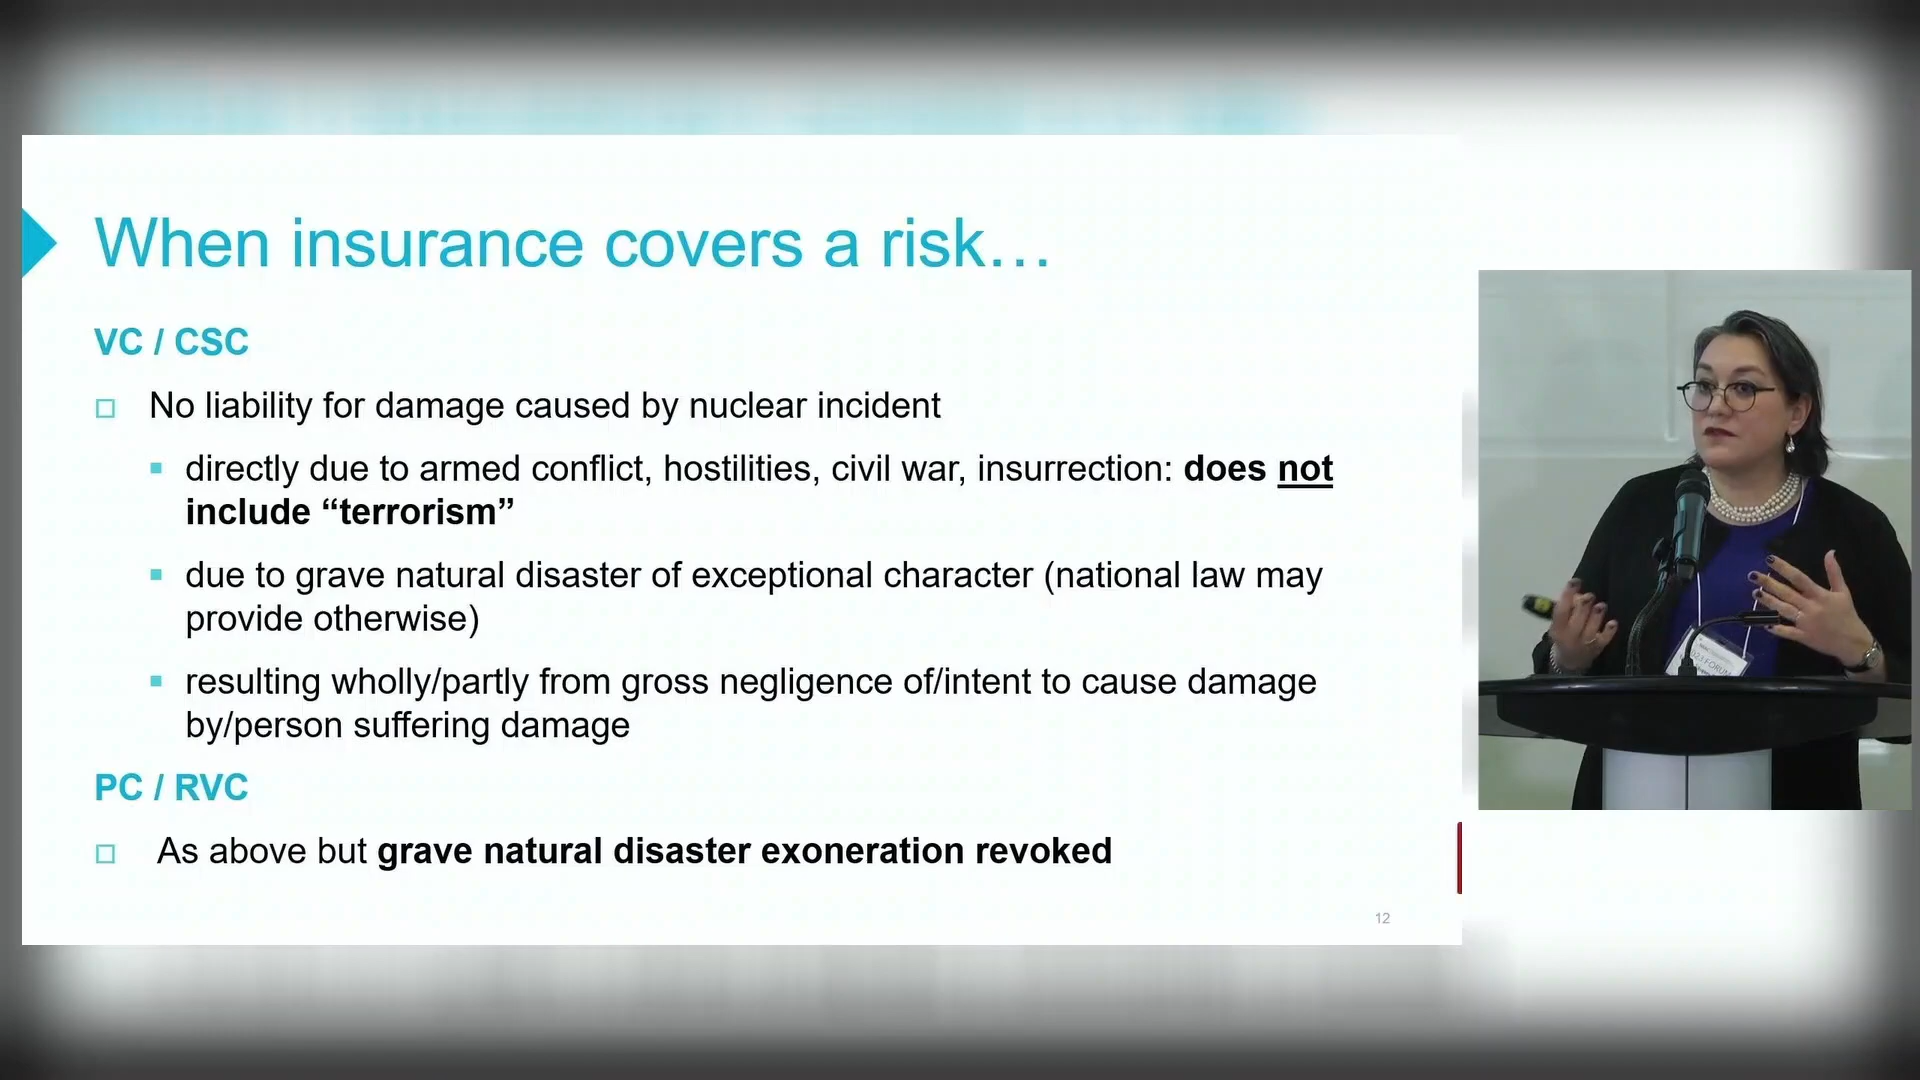 When insurance covers a risk…
VC / CSC
No liability for damage caused by nuclear incident
directly due to armed conflict, hostilities, civil war, insurrection: does not
include “terrorism”
due to grave natural disaster of exceptional character (national law may
provide otherwise)
resulting wholly/partly from gross negligence of/intent to cause damage
by/person suffering damage
PC / RVC
As above but grave natural disaster exoneration revoked
12
FORUM